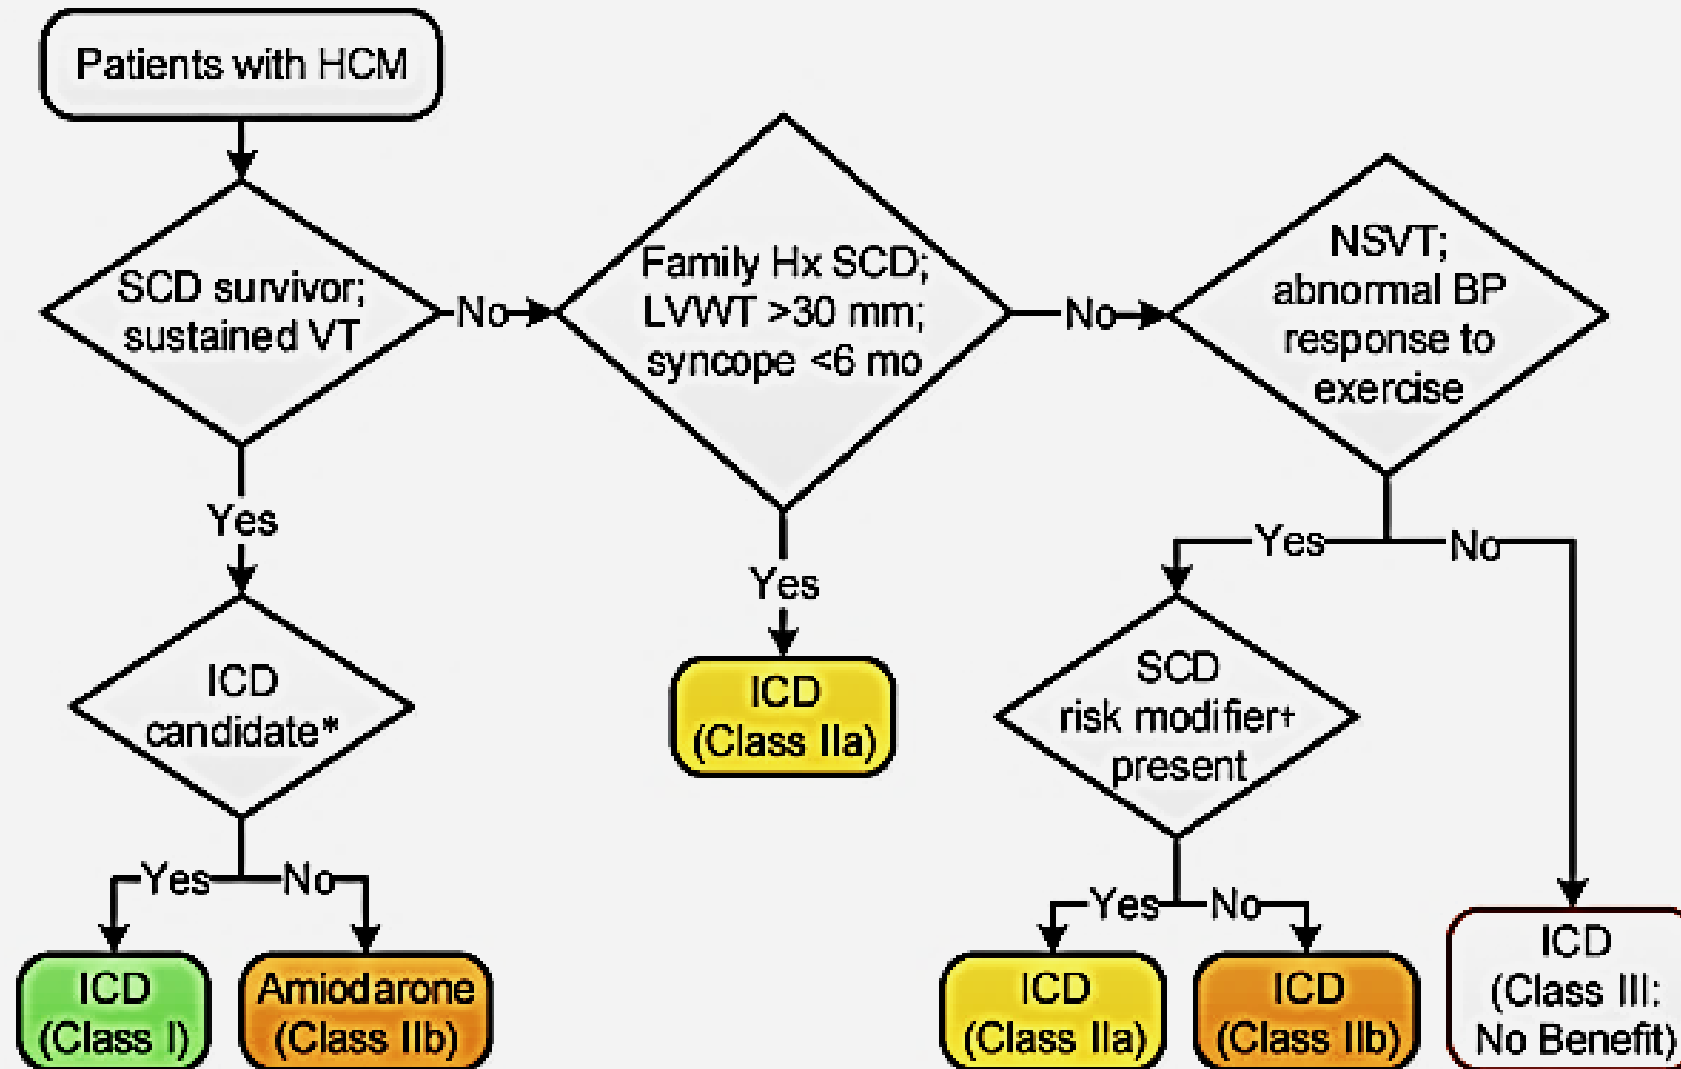 Patients with HCM
SCD survivor;
sustained VT
No
Family Hx SCD;
LVWT >30 mm;
syncope <6 mo
No
NSVT;
abnormal BP
response to
exercise
Yes
Yes
Yes
No
ICD
candidate*
ICD
(Class IIa)
SCD
risk modifier†
present
Yes
No
Yes
No
ICD
(Class I)
Amiodarone
(Class IIb)
ICD
(Class IIa)
ICD
(Class IIb)
ICD
(Class III:
No Benefit)